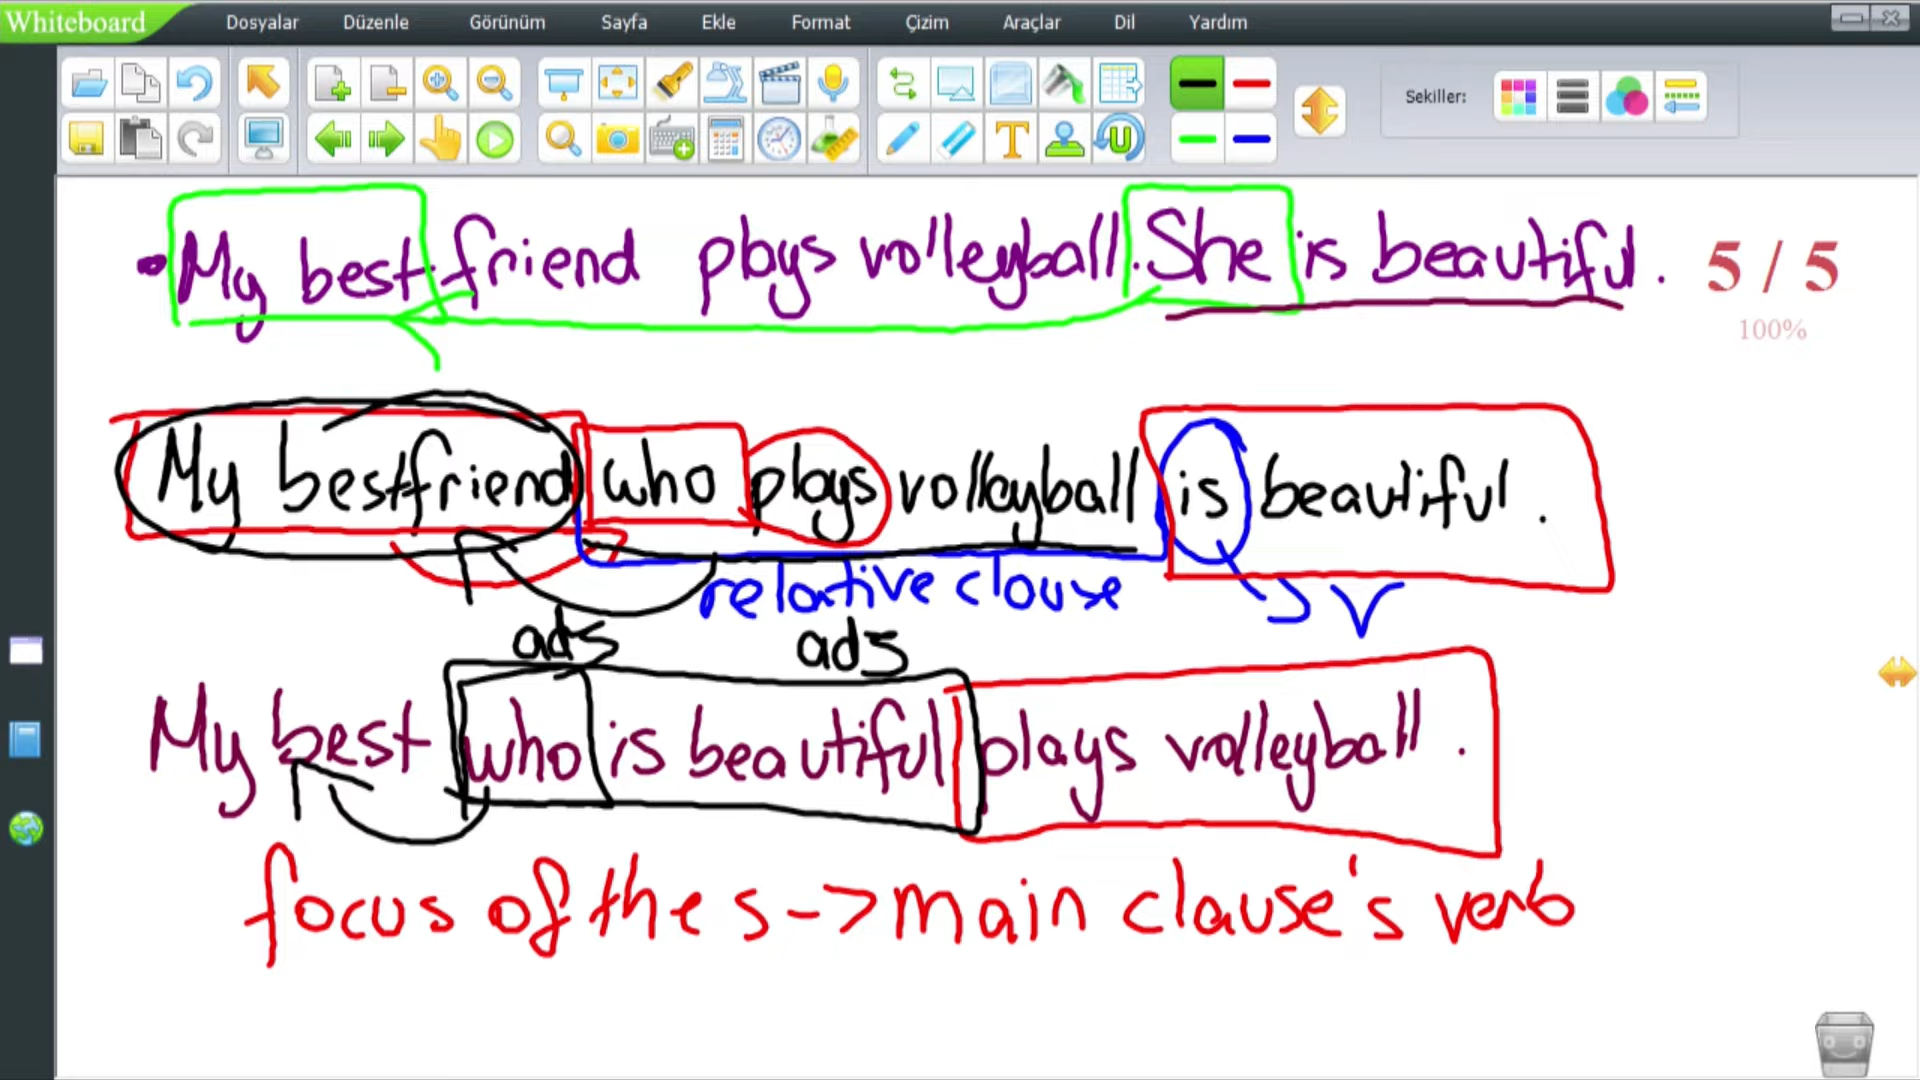 Whiteboard Dosyalar Düzenle Görünüm Sayfa Ekle Format Çizim Araçlar Dil Yardım
Sekiller:
• My best friend plays volleyball. She is beautiful.
5 / 5
100%
My bestfriend who plays volleyball is beautiful.
relative clause V
adj adj
My best who is beautiful plays volleyball.
focus of the s -> main clause's verb